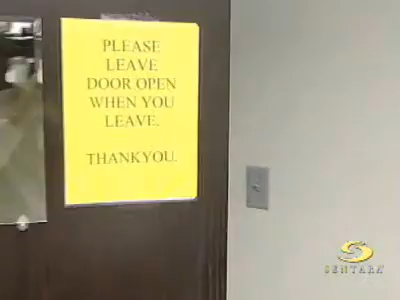 PLEASE
LEAVE
DOOR OPEN
WHEN YOU
LEAVE.
THANKYOU.
SENTARA